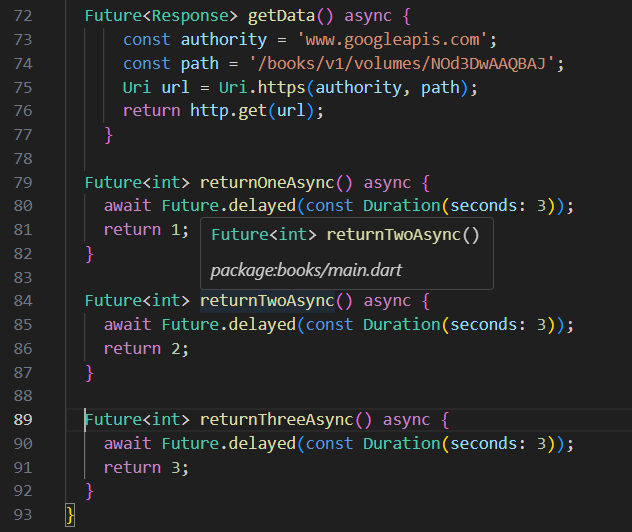 72 Future<Response> getData() async {
73 const authority = 'www.googleapis.com';
74 const path = '/books/v1/volumes/NOd3DwAAQBAJ';
75 Uri url = Uri.https(authority, path);
76 return http.get(url);
77 }
78
79 Future<int> returnOneAsync() async {
80 await Future.delayed(const Duration(seconds: 3));
81 return 1;
Future<int> returnTwoAsync()
82 }
package:books/main.dart
83
84 Future<int> returnTwoAsync() async {
85 await Future.delayed(const Duration(seconds: 3));
86 return 2;
87 }
88
89 Future<int> returnThreeAsync() async {
90 await Future.delayed(const Duration(seconds: 3));
91 return 3;
92 }
93 }